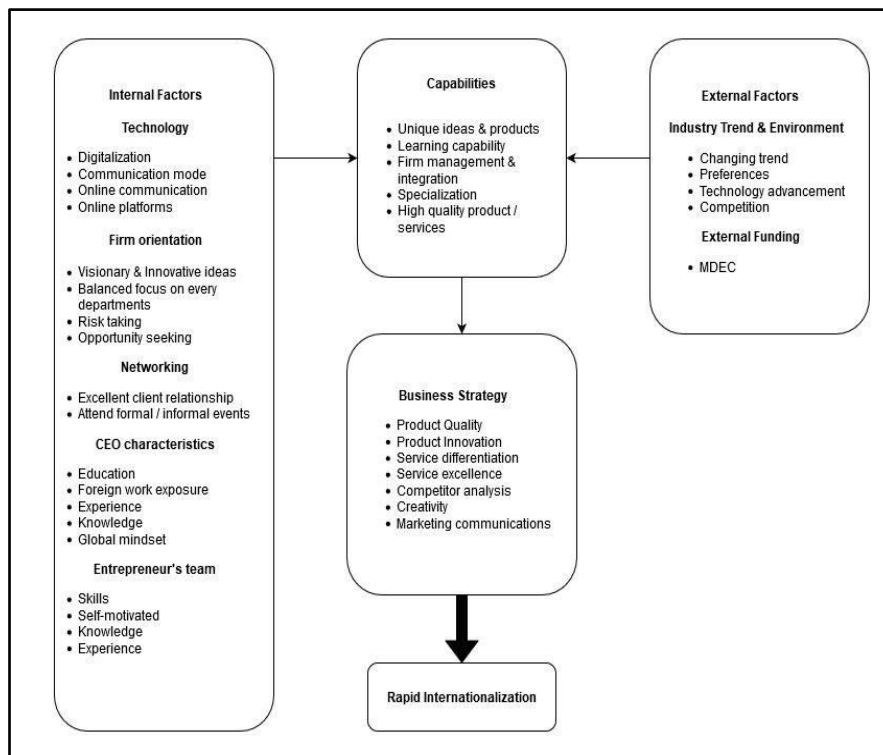 Internal Factors
Technology
• Digitalization
• Communication mode
• Online communication
• Online platforms
Firm orientation
• Visionary & Innovative ideas
• Balanced focus on every
departments
• Risk taking
• Opportunity seeking
Networking
• Excellent client relationship
• Attend formal / informal events
CEO characteristics
• Education
• Foreign work exposure
• Experience
• Knowledge
• Global mindset
Entrepreneur's team
• Skills
• Self-motivated
• Knowledge
• Experience
Capabilities
• Unique ideas & products
• Learning capability
• Firm management &
integration
• Specialization
• High quality product /
services
External Factors
Industry Trend & Environment
• Changing trend
• Preferences
• Technology advancement
• Competition
External Funding
• MDEC
Business Strategy
• Product Quality
• Product Innovation
• Service differentiation
• Service excellence
• Competitor analysis
• Creativity
• Marketing communications
Rapid Internationalization